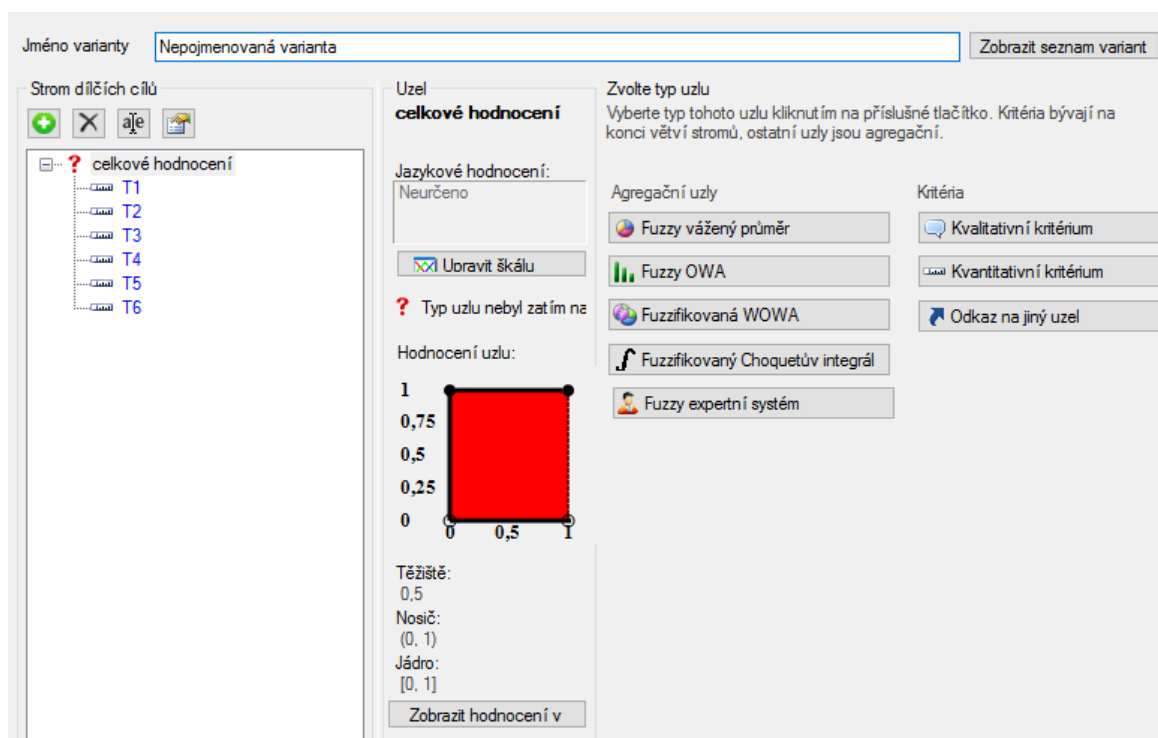 Jméno varianty
Nepojmenovaná varianta
Zobrazit seznam variant
Strom dílčích cílů
celkové hodnocení
T1
T2
T3
T4
T5
T6
Uzel
celkové hodnocení
Jazykové hodnocení:
Neurčeno
Upravit škálu
? Typ uzlu nebyl zatím na
Hodnocení uzlu:
1
0,75
0,5
0,25
0
0 0,5 1
Těžiště:
0,5
Nosič:
(0, 1)
Jádro:
[0, 1]
Zobrazit hodnocení v
Zvolte typ uzlu
Vyberte typ tohoto uzlu kliknutím na příslušné tlačítko. Kritéria bývají na
konci větví stromů, ostatní uzly jsou agregační.
Agregační uzly
Fuzzy vážený průměr
Fuzzy OWA
Fuzzifikovaná WOWA
Fuzzifikovaný Choquetův integrál
Fuzzy expertní systém
Kritéria
Kvalitativní kritérium
Kvantitativní kritérium
Odkaz na jiný uzel